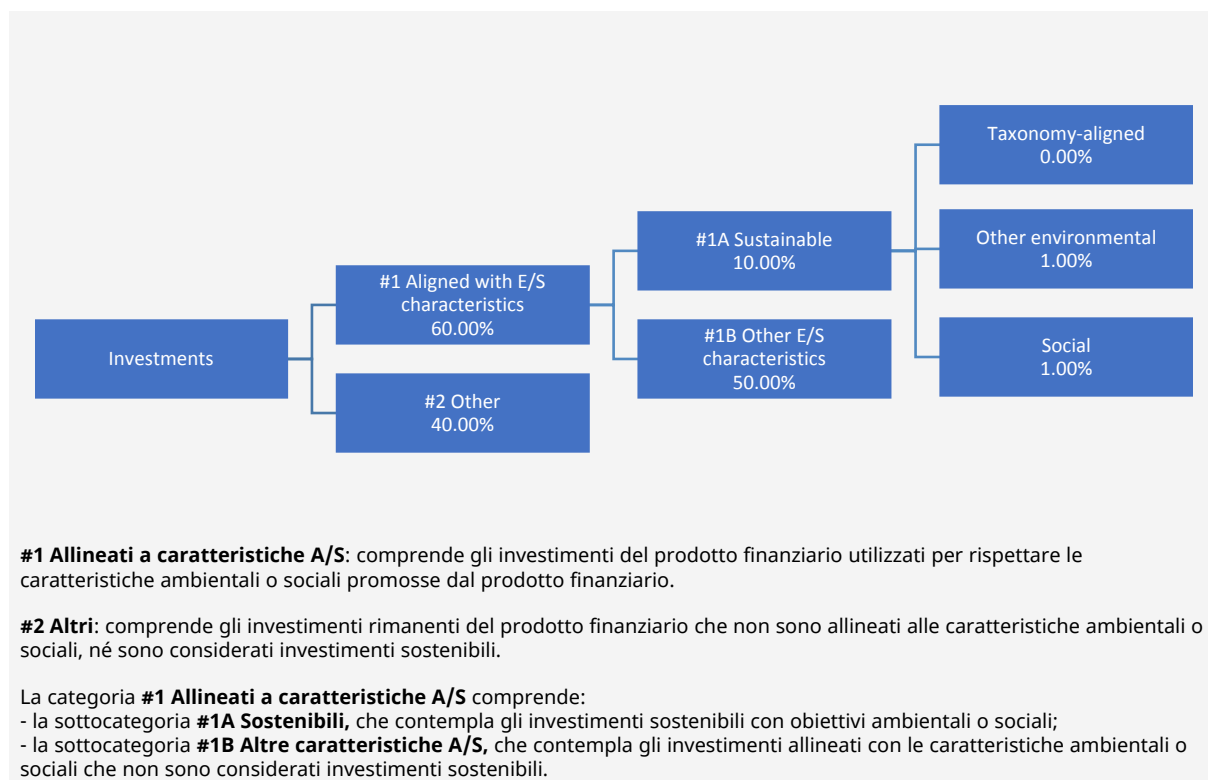 Taxonomy-aligned
0.00%
#1A Sustainable
10.00%
Other environmental
1.00%
#1 Aligned with E/S
characteristics
60.00%
Investments
#1B Other E/S
characteristics
50.00%
Social
1.00%
#2 Other
40.00%
#1 Allineati a caratteristiche A/S: comprende gli investimenti del prodotto finanziario utilizzati per rispettare le
caratteristiche ambientali o sociali promosse dal prodotto finanziario.
#2 Altri: comprende gli investimenti rimanenti del prodotto finanziario che non sono allineati alle caratteristiche ambientali o
sociali, né sono considerati investimenti sostenibili.
La categoria #1 Allineati a caratteristiche A/S comprende:
- la sottocategoria #1A Sostenibili, che contempla gli investimenti sostenibili con obiettivi ambientali o sociali;
- la sottocategoria #1B Altre caratteristiche A/S, che contempla gli investimenti allineati con le caratteristiche ambientali o
sociali che non sono considerati investimenti sostenibili.